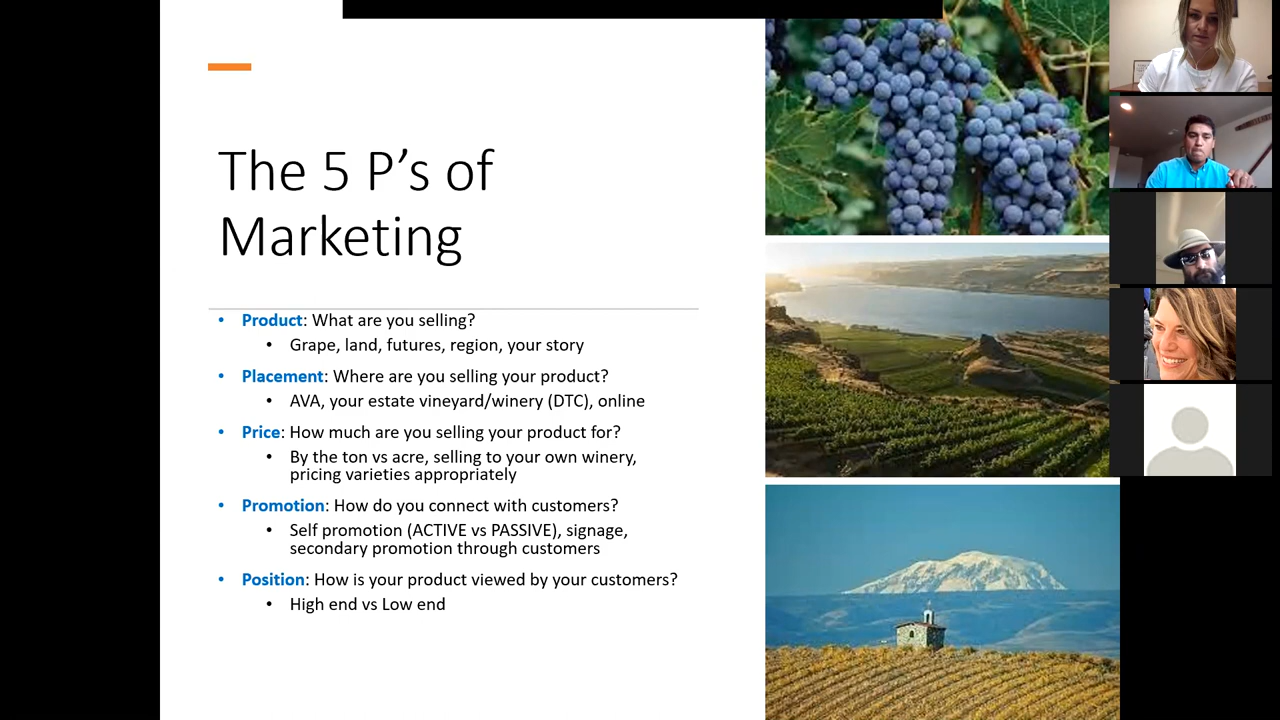 The 5 P’s of
Marketing
• Product: What are you selling?
• Grape, land, futures, region, your story
• Placement: Where are you selling your product?
• AVA, your estate vineyard/winery (DTC), online
• Price: How much are you selling your product for?
• By the ton vs acre, selling to your own winery,
pricing varieties appropriately
• Promotion: How do you connect with customers?
• Self promotion (ACTIVE vs PASSIVE), signage,
secondary promotion through customers
• Position: How is your product viewed by your customers?
• High end vs Low end